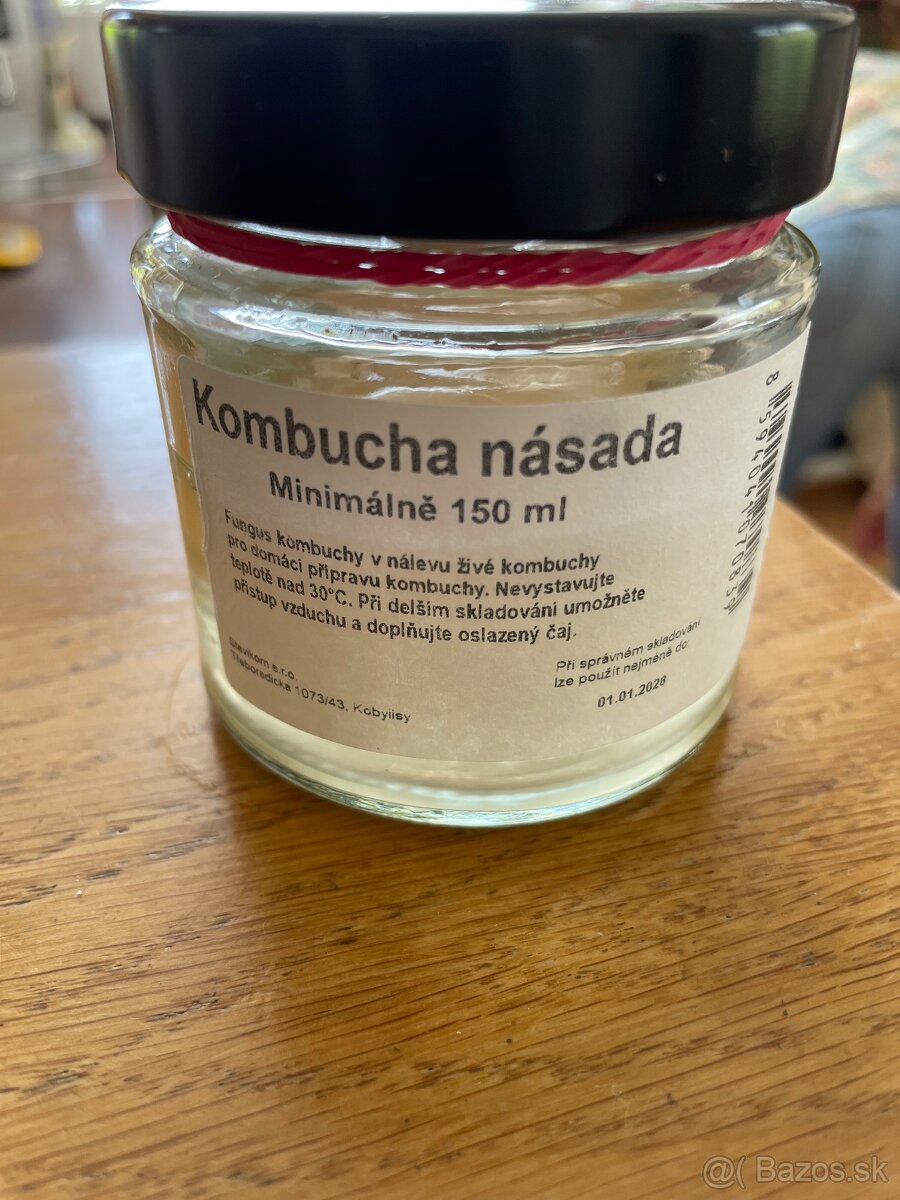 Kombucha násada
Minimálně 150 ml
Fungus kombuchy v nálevu živé kombuchy
pro domácí přípravu kombuchy. Nevystavujte
teplotě nad 30°C. Při delším skladování umožněte
přístup vzduchu a doplňujte oslazený čaj.
Stavikom s.r.o.
Třeboradická 1073/43, Kobylisy
Při správném skladování
lze použít nejméně do:
01.01.2028
@( Bazos.sk